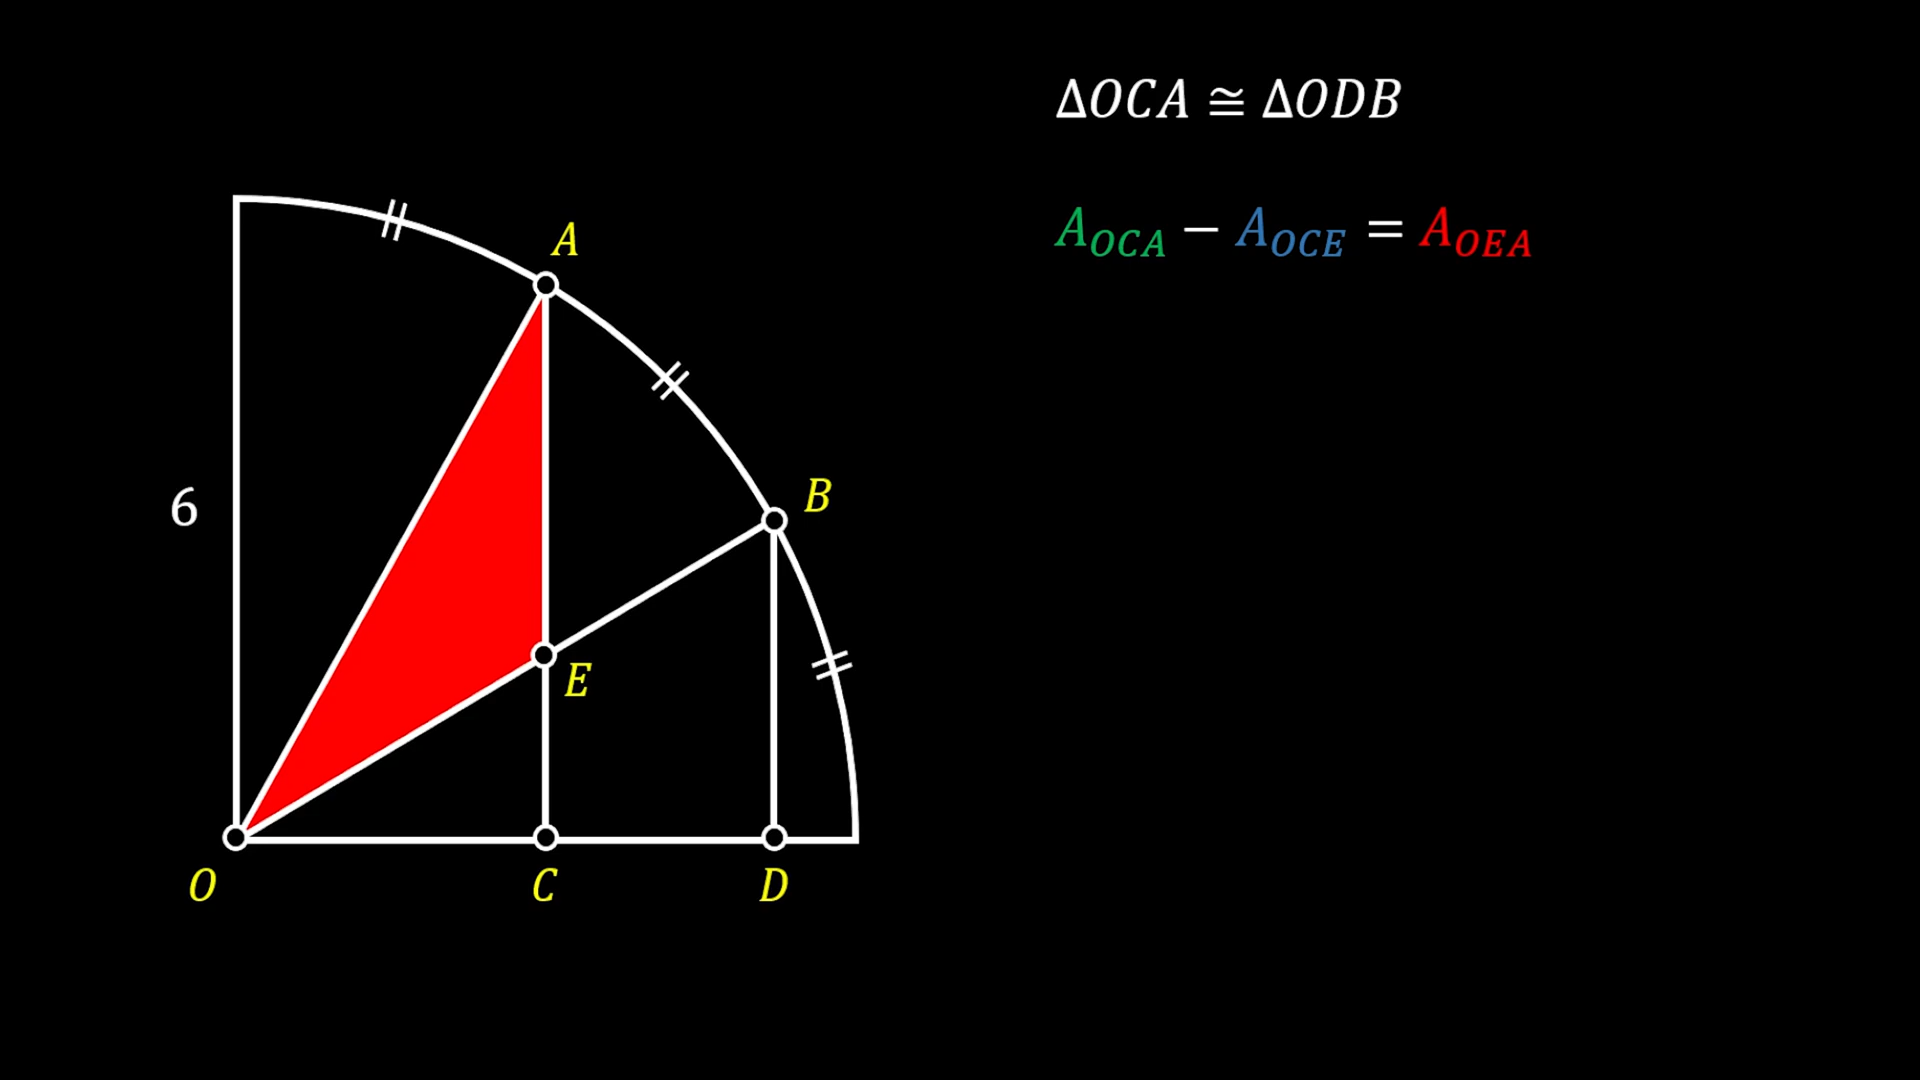 ΔOCA ≅ ΔODB
A_OCA − A_OCE = A_OEA
A
B
6
E
O
C
D